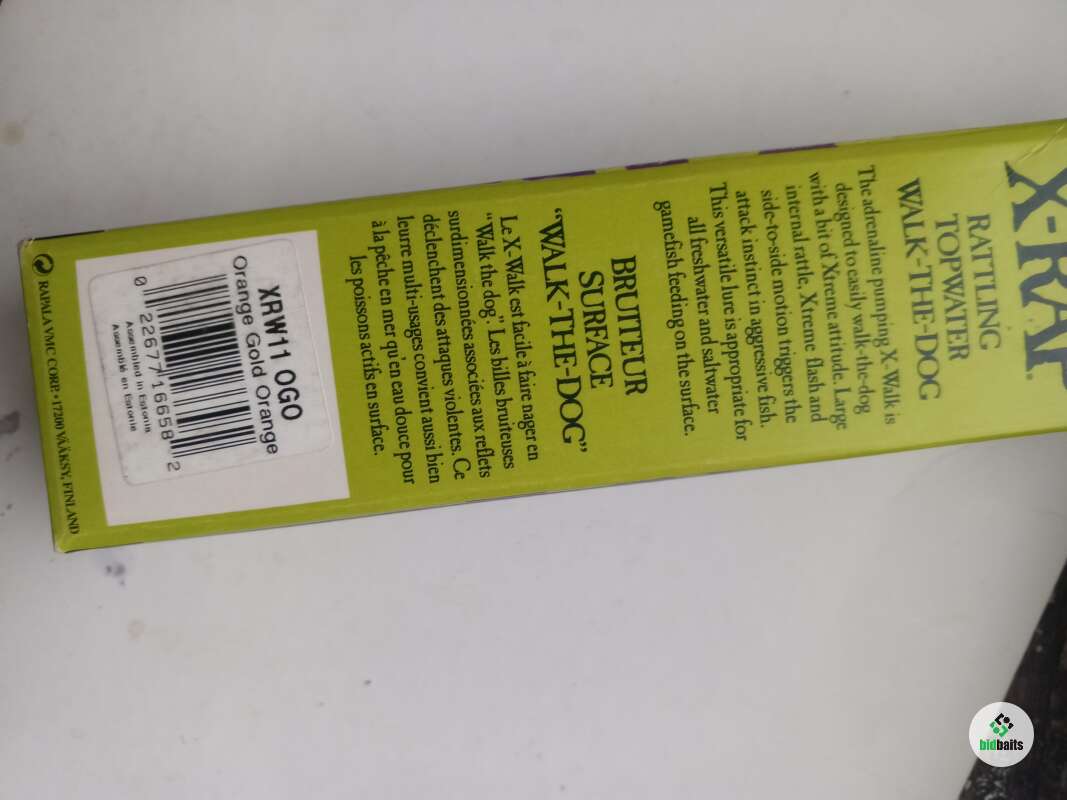 X-RAP
RATTLING
TOPWATER
WALK-THE-DOG
The adrenaline pumping X-Walk is
designed to easily walk-the-dog
with a bit of Xtreme attitude. Large
internal rattle, Xtreme flash and
side-to-side motion triggers the
attack instinct in aggressive fish.
This versatile lure is appropriate for
all freshwater and saltwater
gamefish feeding on the surface.
BRUITEUR
SURFACE
“WALK-THE-DOG”
Le X-Walk est facile à faire nager en
“Walk the dog”. Les billes bruiteuses
surdimensionnées associées aux reflets
déclenchent des attaques violentes. Ce
leurre multi-usages convient aussi bien
à la pêche en mer qu'en eau douce pour
les poissons actifs en surface.
XRW11 OGO
Orange Gold Orange
0 22677 16658 2
Assembled in Estonia
Assemblé en Estonie
RAPALA VMC CORP. • 17200 VÄÄKSY, FINLAND
bidbaits